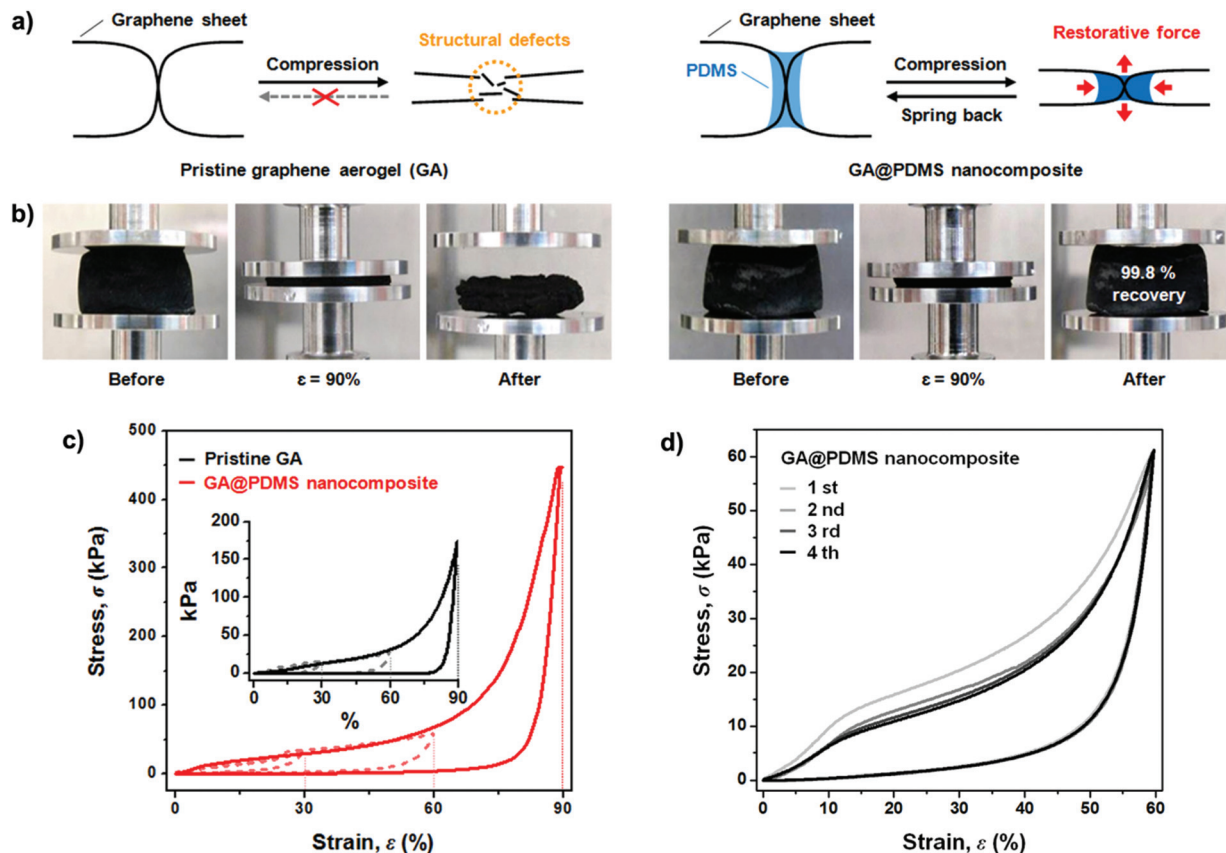 a)
Graphene sheet
Structural defects
Compression
Pristine graphene aerogel (GA)
Graphene sheet
PDMS
Compression
Spring back
Restorative force
GA@PDMS nanocomposite
b)
Before
ε = 90%
After
99.8 %
recovery
Before
ε = 90%
After
c)
Stress, σ (kPa)
500
400
300
200
100
0
Pristine GA
GA@PDMS nanocomposite
kPa
175
150
100
50
25
0
0
30
60
90
%
0
30
60
90
Strain, ε (%)
d)
Stress, σ (kPa)
60
50
40
30
20
10
0
GA@PDMS nanocomposite
1 st
2 nd
3 rd
4 th
0
10
20
30
40
50
60
Strain, ε (%)